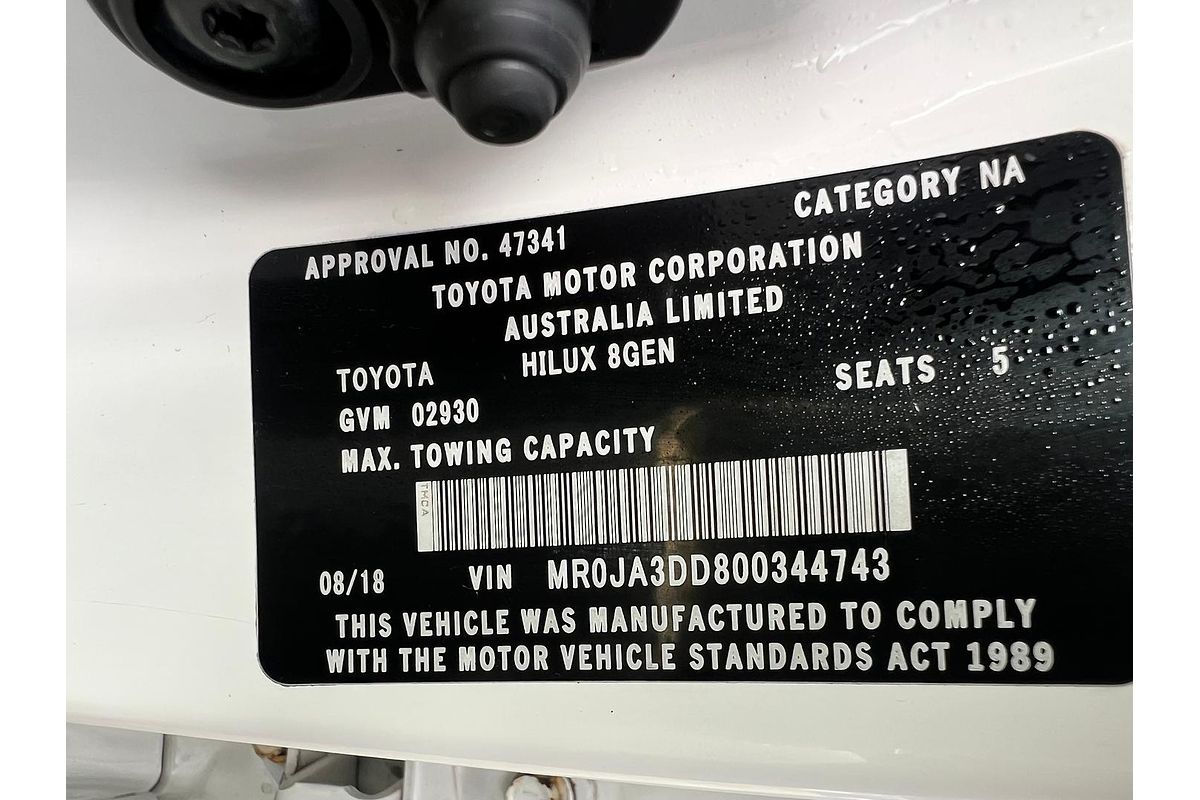 CATEGORY NA
APPROVAL NO. 47341
TOYOTA MOTOR CORPORATION
AUSTRALIA LIMITED
TOYOTA HILUX 8GEN SEATS 5
GVM 02930
MAX. TOWING CAPACITY
TMCA
08/18 VIN MR0JA3DD800344743
THIS VEHICLE WAS MANUFACTURED TO COMPLY
WITH THE MOTOR VEHICLE STANDARDS ACT 1989